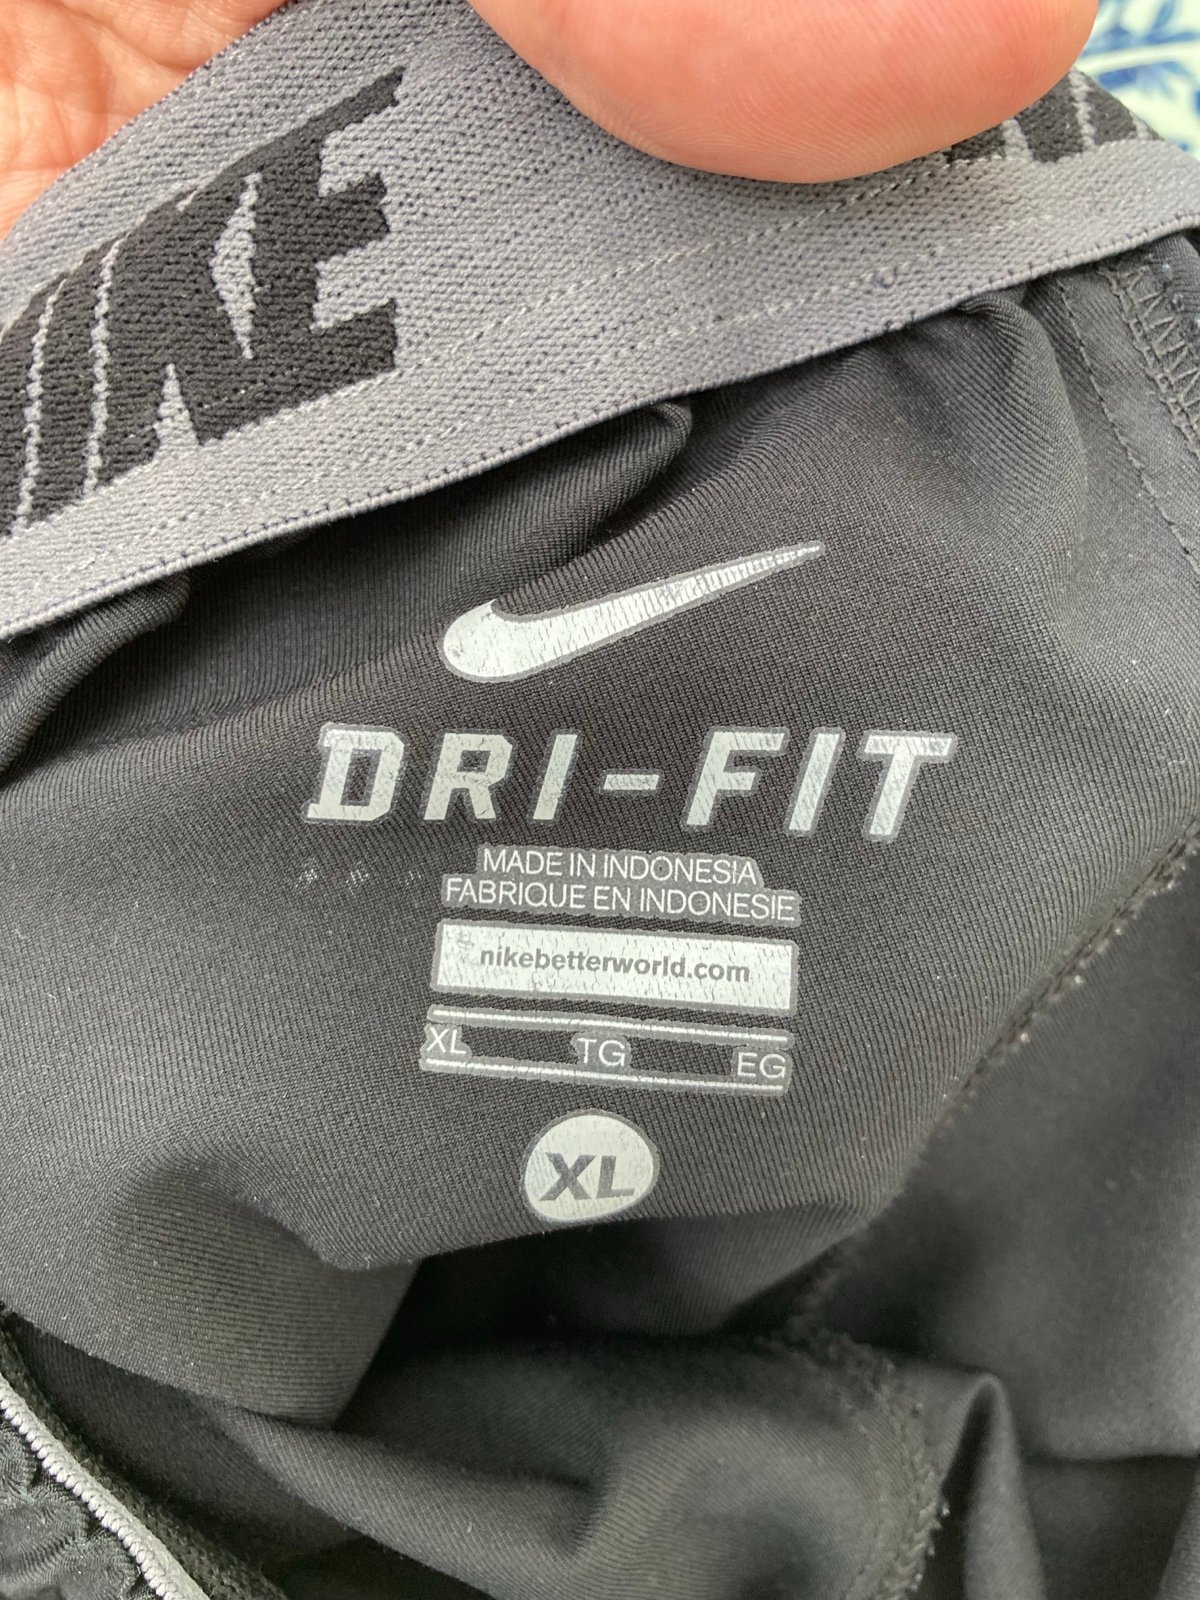 NIKE
DRI-FIT
MADE IN INDONESIA
FABRIQUE EN INDONESIE
nikebetterworld.com
XL TG EG
XL